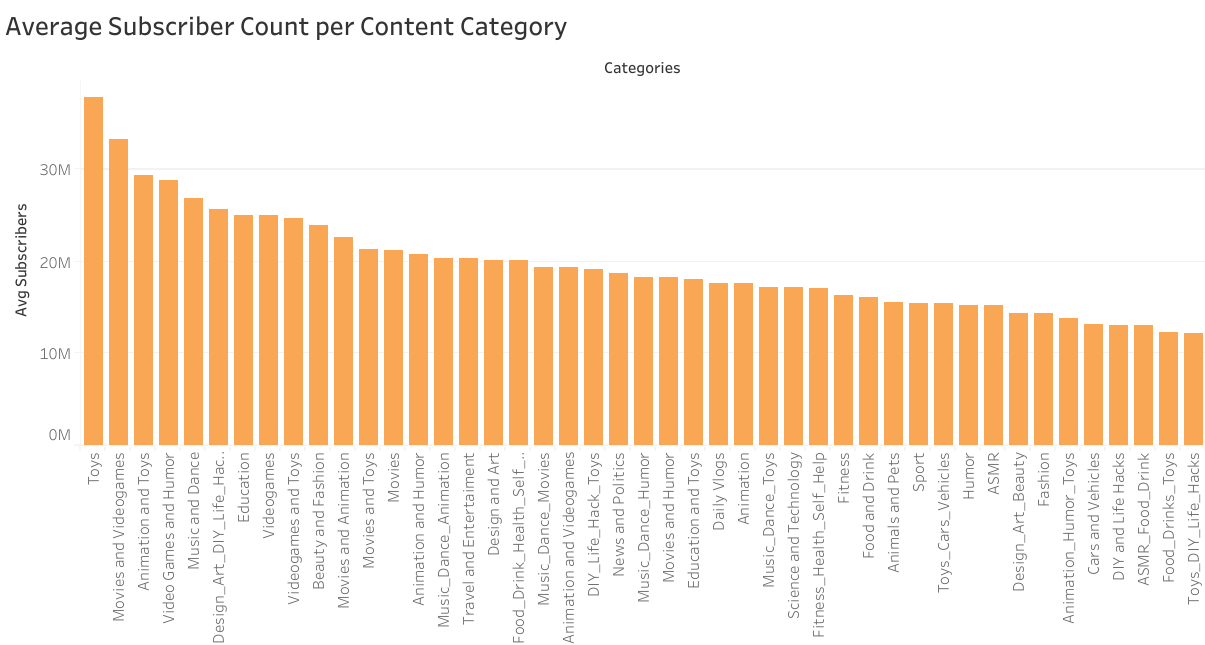 Average Subscriber Count per Content Category
Categories
Avg Subscribers
30M
20M
10M
0M
Toys
Movies and Videogames
Animation and Toys
Video Games and Humor
Music and Dance
Design_Art_DIY_Life_Hac..
Education
Videogames
Videogames and Toys
Beauty and Fashion
Movies and Animation
Movies and Toys
Movies
Animation and Humor
Music_Dance_Animation
Travel and Entertaiment
Design and Art
Food_Drink_Health_Self_..
Music_Dance_Movies
Animation and Videogames
DIY_Life_Hack_Toys
News and Politics
Music_Dance_Humor
Movies and Humor
Education and Toys
Daily Vlogs
Animation
Music_Dance_Toys
Science and Technology
Fitness_Health_Self_Help
Fitness
Food and Drink
Animals and Pets
Sport
Toys_Cars_Vehicles
Humor
ASMR
Design_Art_Beauty
Fashion
Animation_Humor_Toys
Cars and Vehicles
DIY and Life Hacks
ASMR_Food_Drink
Food_Drinks_Toys
Toys_DIY_Life_Hacks